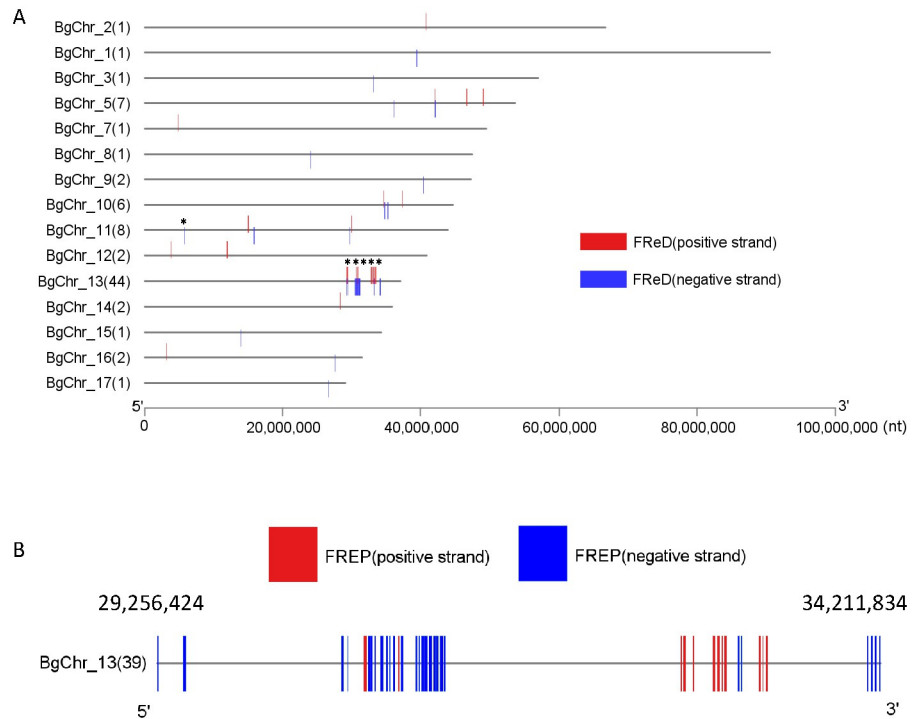 A
BgChr_2(1)
BgChr_1(1)
BgChr_3(1)
BgChr_5(7)
BgChr_7(1)
BgChr_8(1)
BgChr_9(2)
BgChr_10(6)
BgChr_11(8)
*
BgChr_12(2)
*****
BgChr_13(44)
BgChr_14(2)
BgChr_15(1)
BgChr_16(2)
BgChr_17(1)
FReD(positive strand)
FReD(negative strand)
5' 3'
0 20,000,000 40,000,000 60,000,000 80,000,000 100,000,000 (nt)
B
FREP(positive strand) FREP(negative strand)
29,256,424 34,211,834
BgChr_13(39)
5' 3'